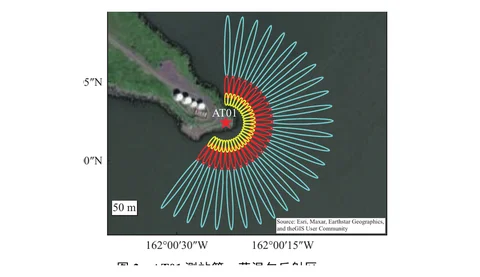 5″N
AT01
0″N
50 m
Source: Esri, Maxar, Earthstar Geographics,
and theGIS User Community
162°00′30″W 162°00′15″W
AT01